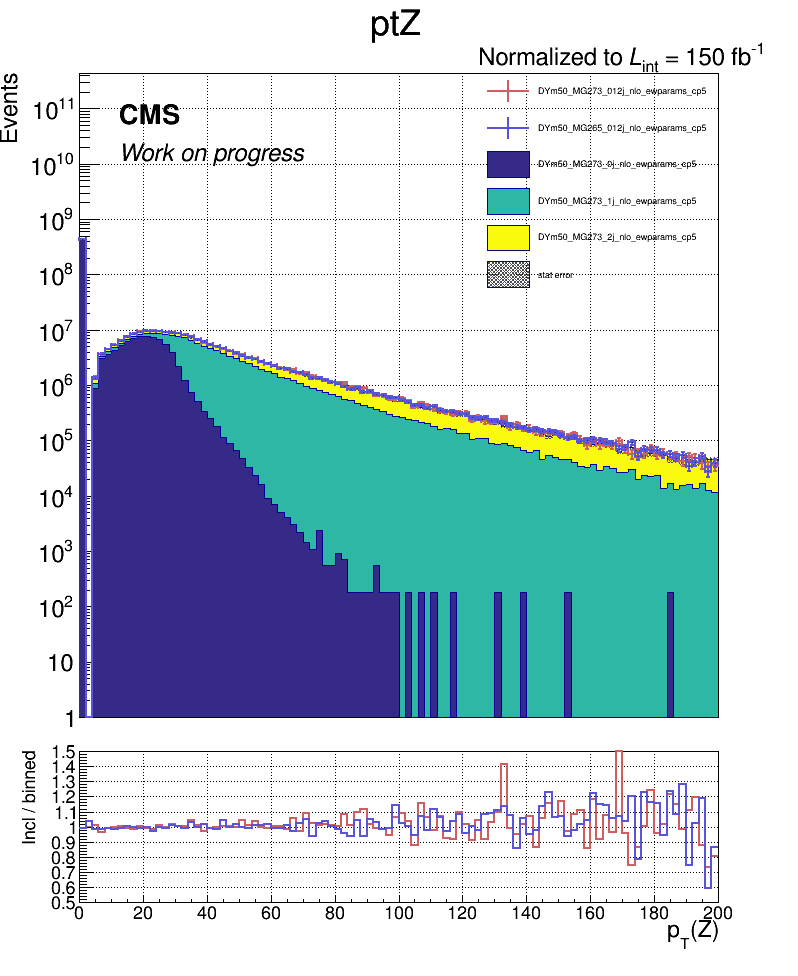 ptZ
Normalized to L_int = 150 fb^-1
Events
CMS
Work on progress
DYm50_MG273_012j_nlo_ewparams_cp5
DYm50_MG265_012j_nlo_ewparams_cp5
DYm50_MG273_0j_nlo_ewparams_cp5
DYm50_MG273_1j_nlo_ewparams_cp5
DYm50_MG273_2j_nlo_ewparams_cp5
stat error
10^11
10^10
10^9
10^8
10^7
10^6
10^5
10^4
10^3
10^2
10
1
Incl / binned
1.5
1.4
1.3
1.2
1.1
1
0.9
0.8
0.7
0.6
0.5
0 20 40 60 80 100 120 140 160 180 200
p_T(Z)